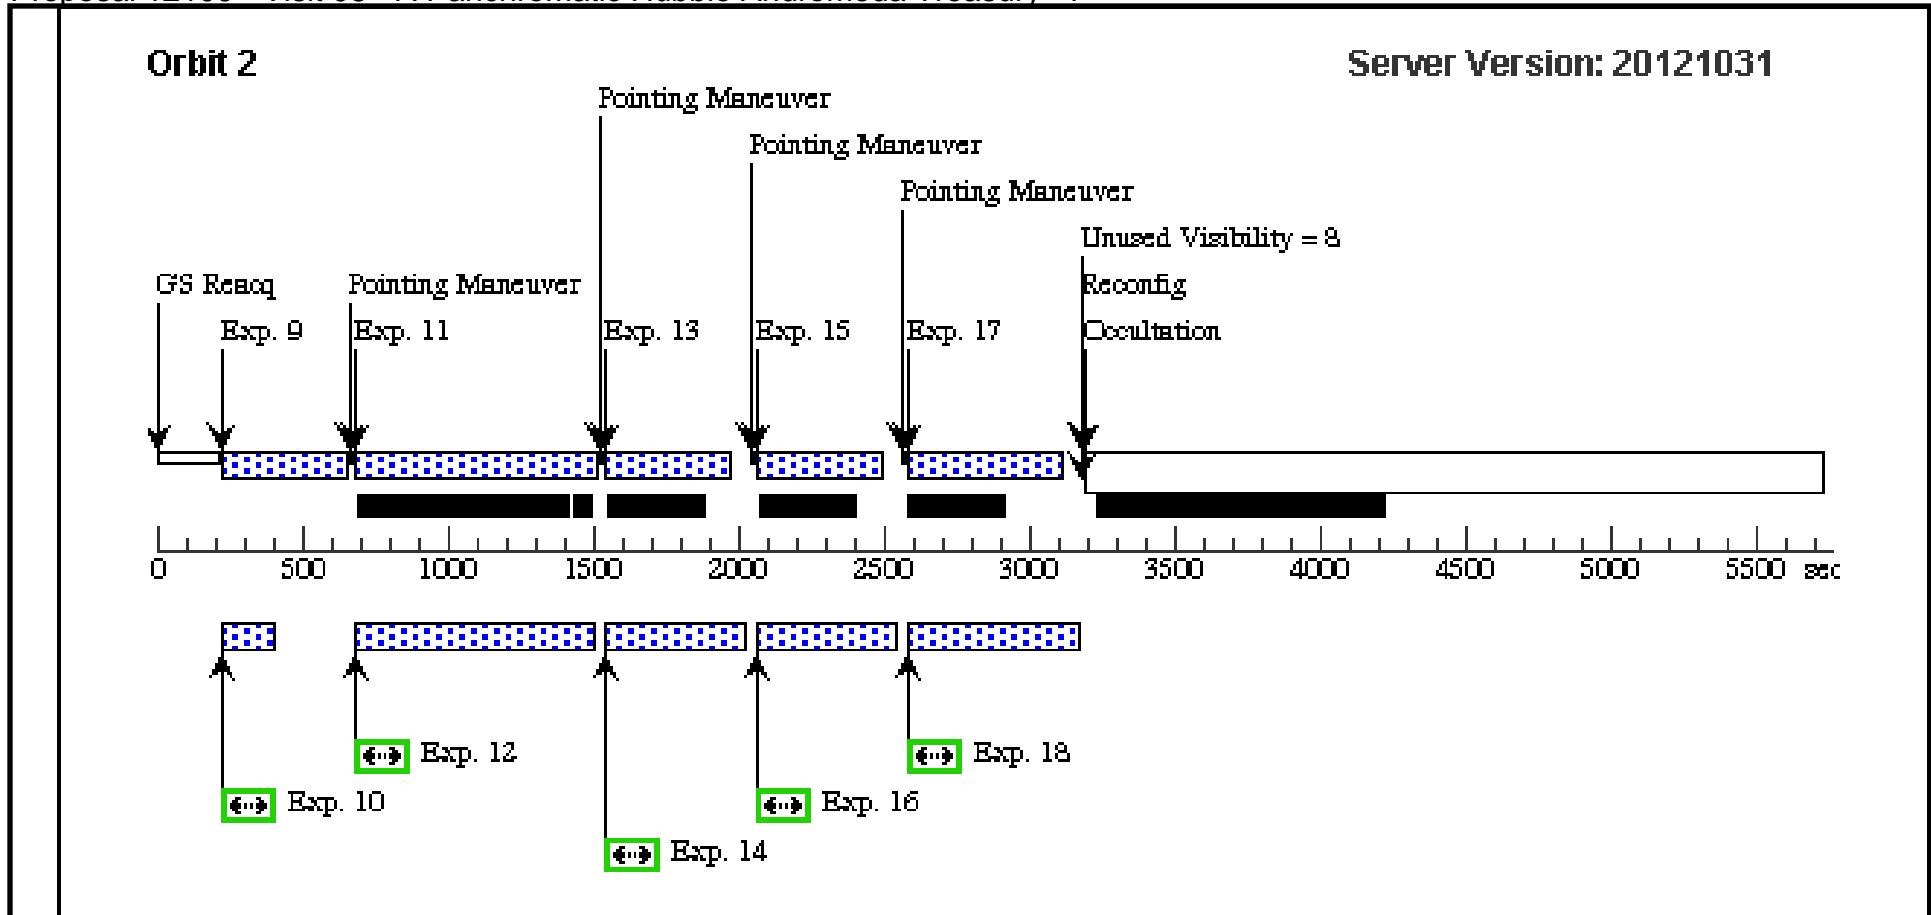 Orbit 2
Server Version: 20121031
Pointing Maneuver
Pointing Maneuver
Pointing Maneuver
Unused Visibility = 8
GS Reacq
Pointing Maneuver
Reconfig
Exp. 9
Exp. 11
Exp. 13
Exp. 15
Exp. 17
Occultation
0 500 1000 1500 2000 2500 3000 3500 4000 4500 5000 5500 sec
Exp. 12
Exp. 18
Exp. 10
Exp. 16
Exp. 14